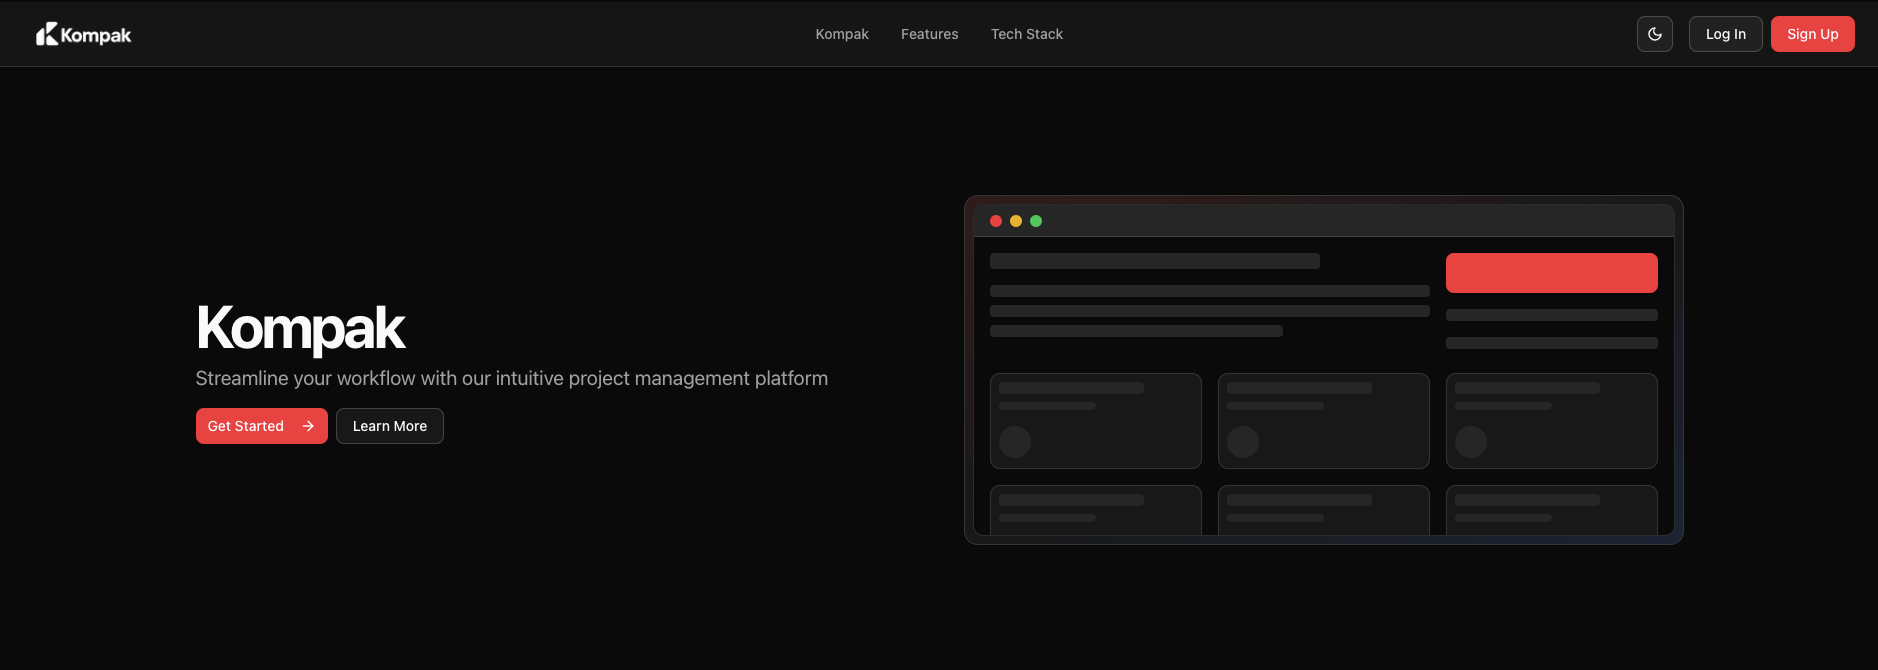 Kompak
Kompak Features Tech Stack
Log In
Sign Up
Kompak
Streamline your workflow with our intuitive project management platform
Get Started
Learn More